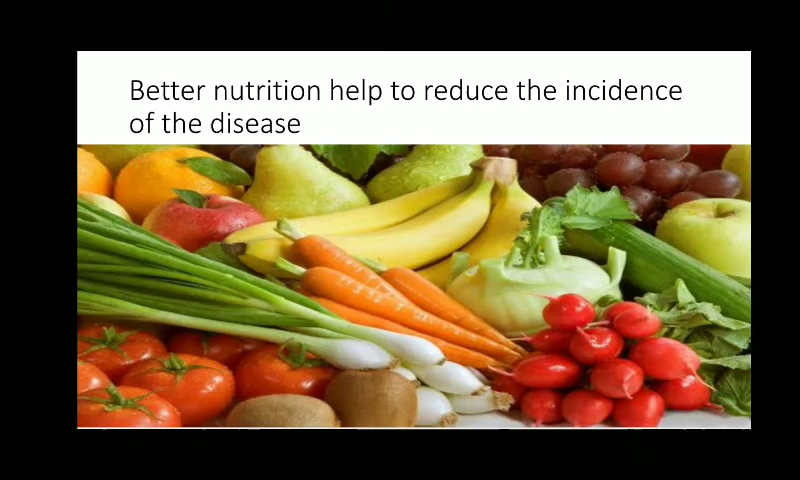 Better nutrition help to reduce the incidence
of the disease